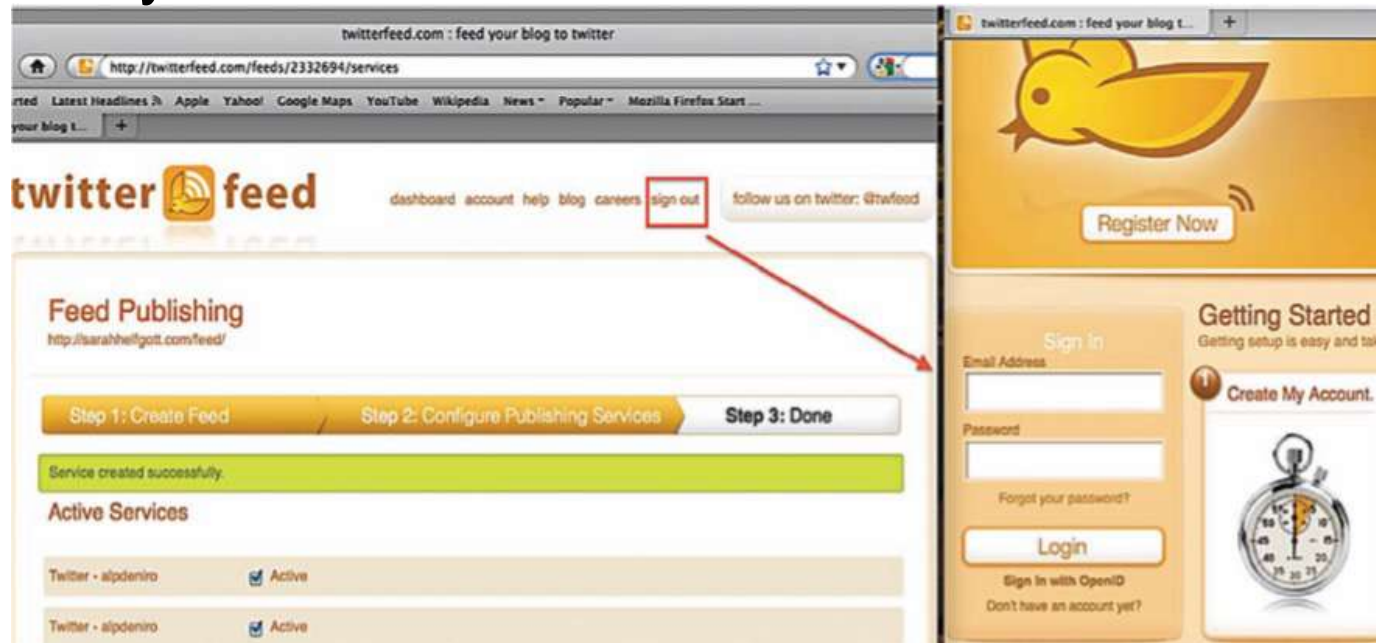 twitterfeed.com : feed your blog to twitter
http://twitterfeed.com/feeds/2332694/services
rted Latest Headlines Apple Yahoo! Google Maps YouTube Wikipedia News Popular Mozilla Firefox Start ...
your blog t... +
twitter feed
dashboard account help blog careers sign out
follow us on twitter: @twfeed
Feed Publishing
http://sarahhelfgott.com/feed/
Step 1: Create Feed
Step 2: Configure Publishing Services
Step 3: Done
Service created successfully.
Active Services
Twitter - alpdeniro Active
Twitter - alpdeniro Active
twitterfeed.com : feed your blog t... +
Register Now
Sign In
Email Address
Password
Forgot your password?
Login
Sign In with OpenID
Don't have an account yet?
Getting Started
Getting setup is easy and tak
1
Create My Account.